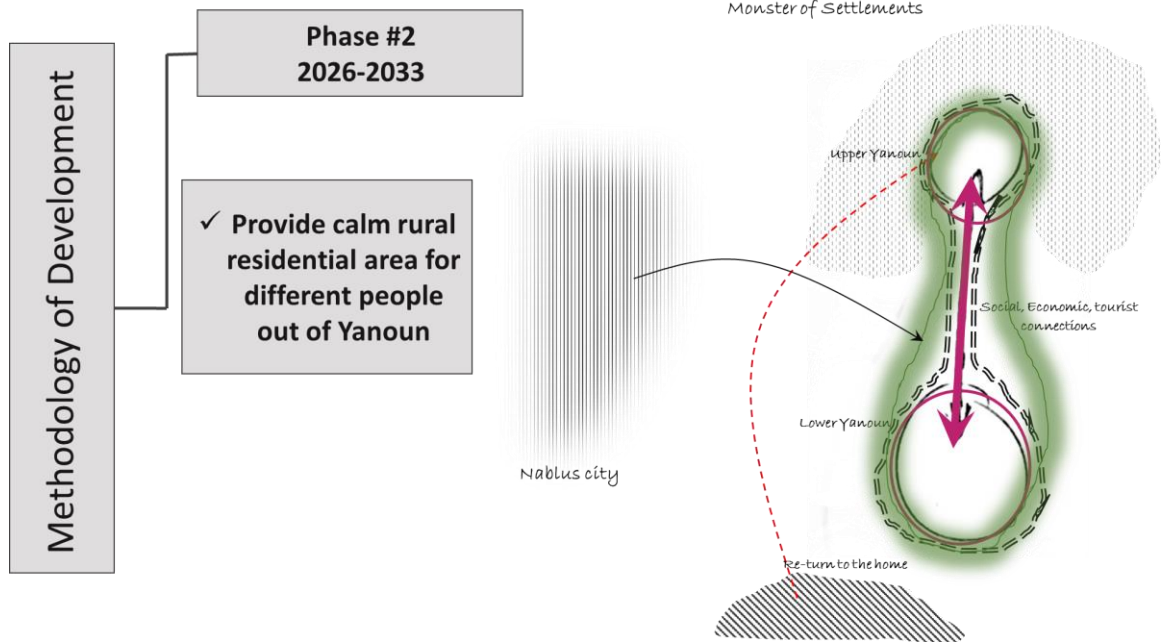 Methodology of Development
Phase #2
2026-2033
✓ Provide calm rural
residential area for
different people
out of Yanoun
Monster of Settlements
Upper Yanoun
Social, Economic, tourist
connections
Lower Yanoun
Nablus city
Re-turn to the home